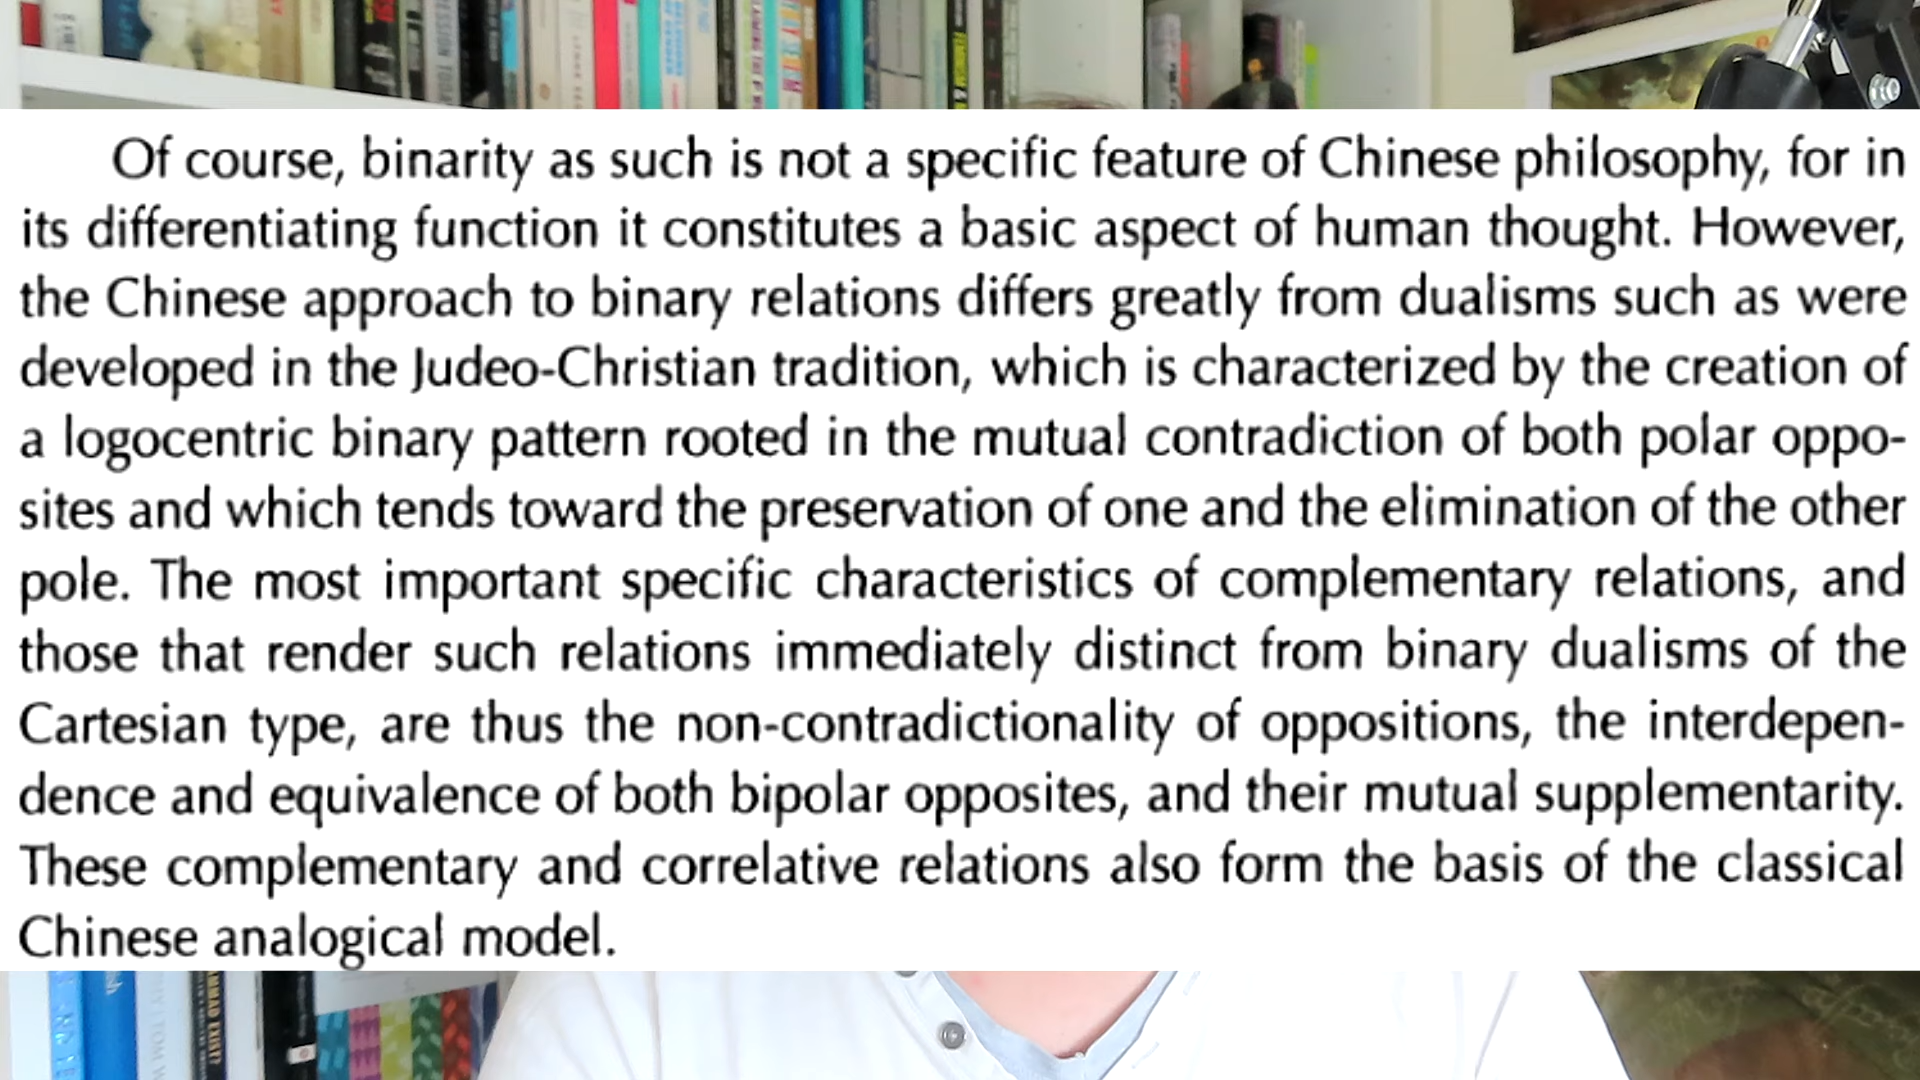 Of course, binarity as such is not a specific feature of Chinese philosophy, for in
its differentiating function it constitutes a basic aspect of human thought. However,
the Chinese approach to binary relations differs greatly from dualisms such as were
developed in the Judeo-Christian tradition, which is characterized by the creation of
a logocentric binary pattern rooted in the mutual contradiction of both polar oppo-
sites and which tends toward the preservation of one and the elimination of the other
pole. The most important specific characteristics of complementary relations, and
those that render such relations immediately distinct from binary dualisms of the
Cartesian type, are thus the non-contradictionality of oppositions, the interdepen-
dence and equivalence of both bipolar opposites, and their mutual supplementarity.
These complementary and correlative relations also form the basis of the classical
Chinese analogical model.